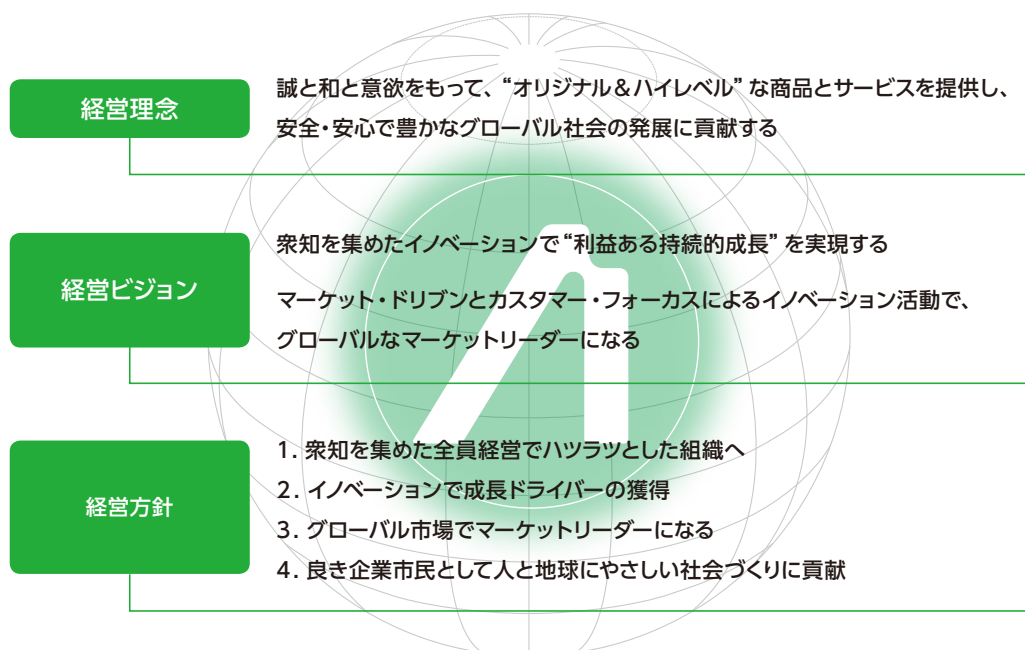 経営理念
誠と和と意欲をもって、“オリジナル&ハイレベル”な商品とサービスを提供し、
安全・安心で豊かなグローバル社会の発展に貢献する
経営ビジョン
衆知を集めたイノベーションで“利益ある持続的成長”を実現する
マーケット・ドリブンとカスタマー・フォーカスによるイノベーション活動で、
グローバルなマーケットリーダーになる
経営方針
1. 衆知を集めた全員経営でハツラツとした組織へ
2. イノベーションで成長ドライバーの獲得
3. グローバル市場でマーケットリーダーになる
4. 良き企業市民として人と地球にやさしい社会づくりに貢献